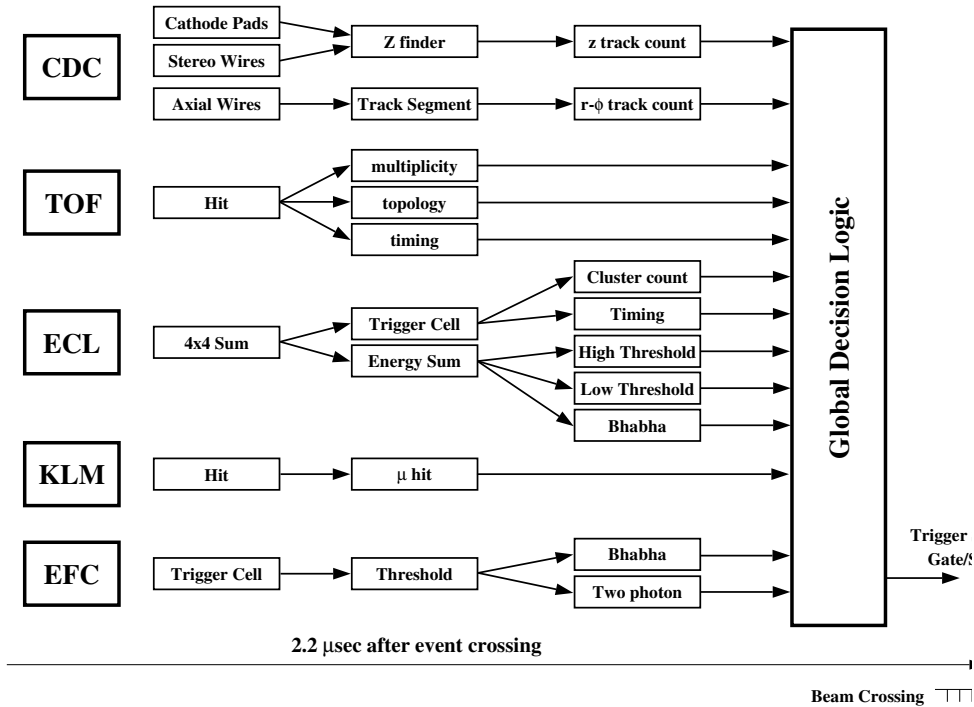 CDC
Cathode Pads
Stereo Wires
Z finder
z track count
Axial Wires
Track Segment
r-φ track count
TOF
Hit
multiplicity
topology
timing
ECL
4x4 Sum
Trigger Cell
Energy Sum
Cluster count
Timing
High Threshold
Low Threshold
Bhabha
KLM
Hit
μ hit
EFC
Trigger Cell
Threshold
Bhabha
Two photon
Global Decision Logic
Trigger
Gate/S
2.2 μsec after event crossing
Beam Crossing